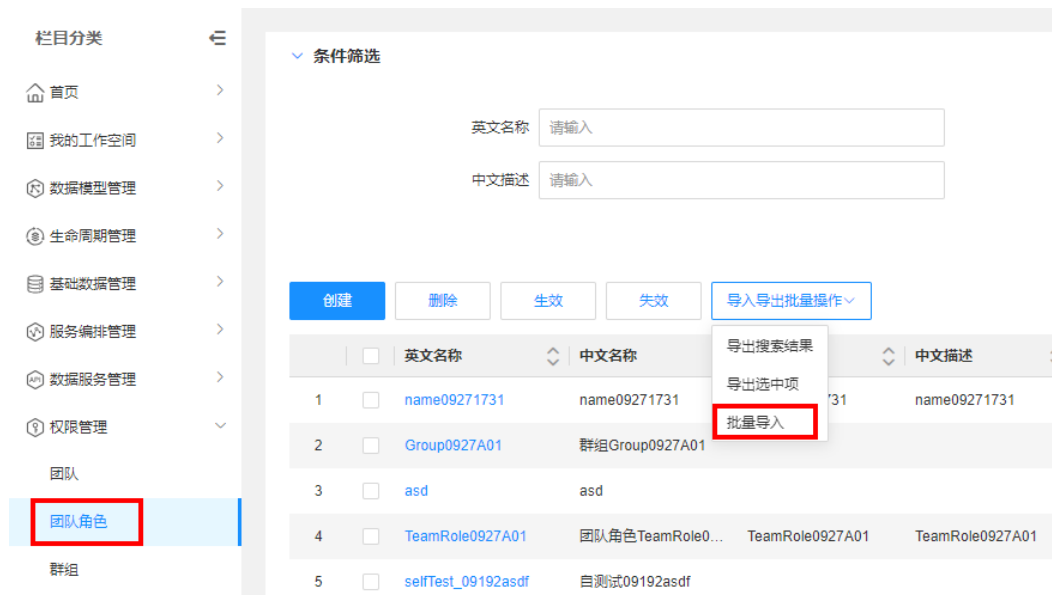 栏目分类
首页
我的工作空间
数据模型管理
生命周期管理
基础数据管理
服务编排管理
API 数据服务管理
权限管理
团队
团队角色
群组
条件筛选
英文名称 请输入
中文描述 请输入
创建 删除 生效 失效 导入导出批量操作
导出搜索结果
导出选中项
批量导入
英文名称 中文名称 中文描述
1 name09271731 name09271731 731 name09271731
2 Group0927A01 群组Group0927A01
3 asd asd
4 TeamRole0927A01 团队角色TeamRole0... TeamRole0927A01 TeamRole0927A01
5 selfTest_09192asdf 自测试09192asdf